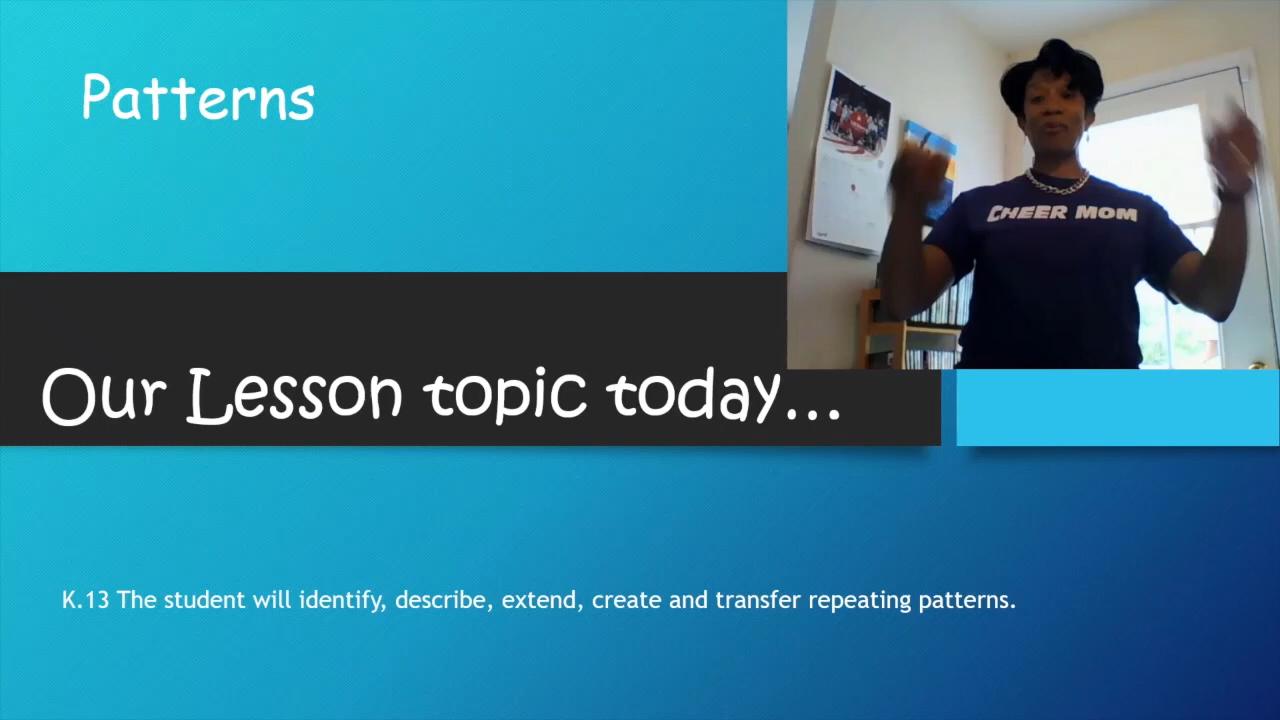 Patterns
CHEER MOM
Our Lesson topic today...
K.13 The student will identify, describe, extend, create and transfer repeating patterns.